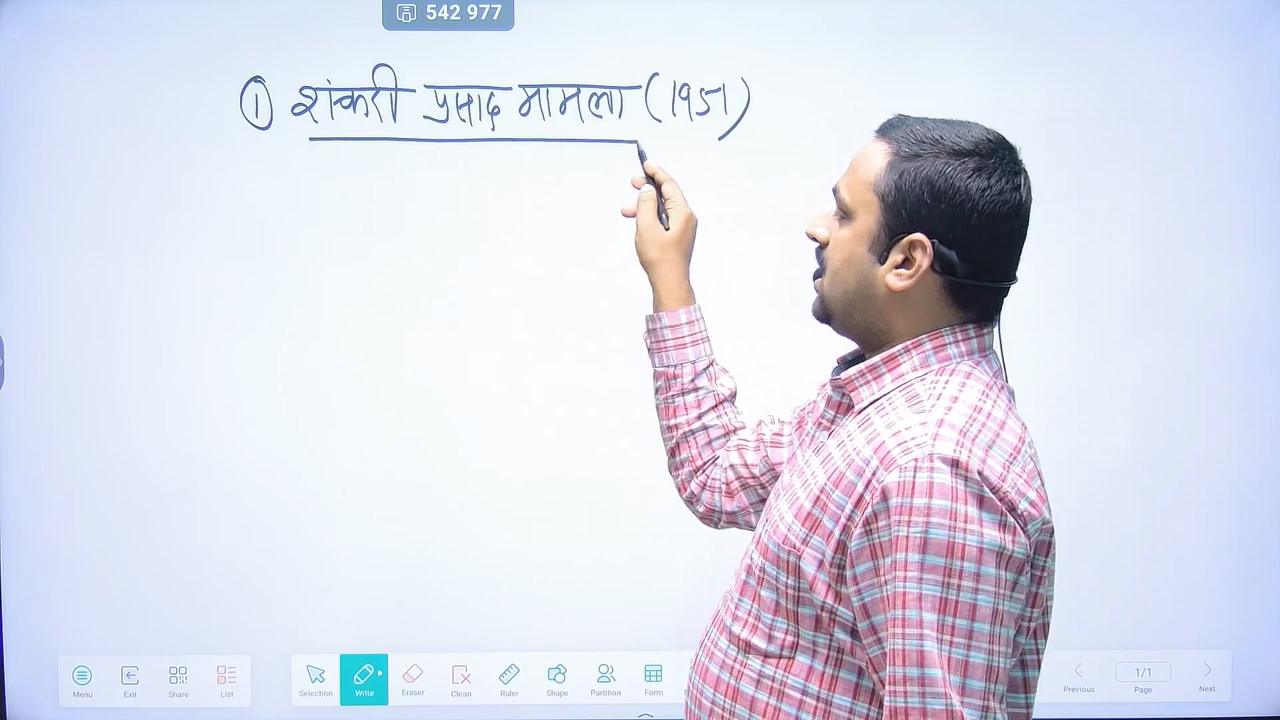 542 977
① शंकरी प्रसाद मामला (1951)
Menu Exit Share List Selection Write Eraser Clean Ruler Shape Partition Form Previous 1/1 Page Next